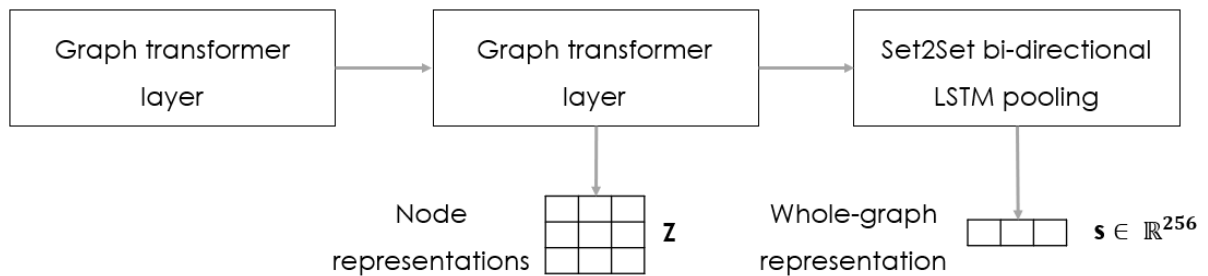 Graph transformer
layer
Graph transformer
layer
Set2Set bi-directional
LSTM pooling
Node
representations
Z
Whole-graph
representation
s ∈ ℝ²⁵⁶